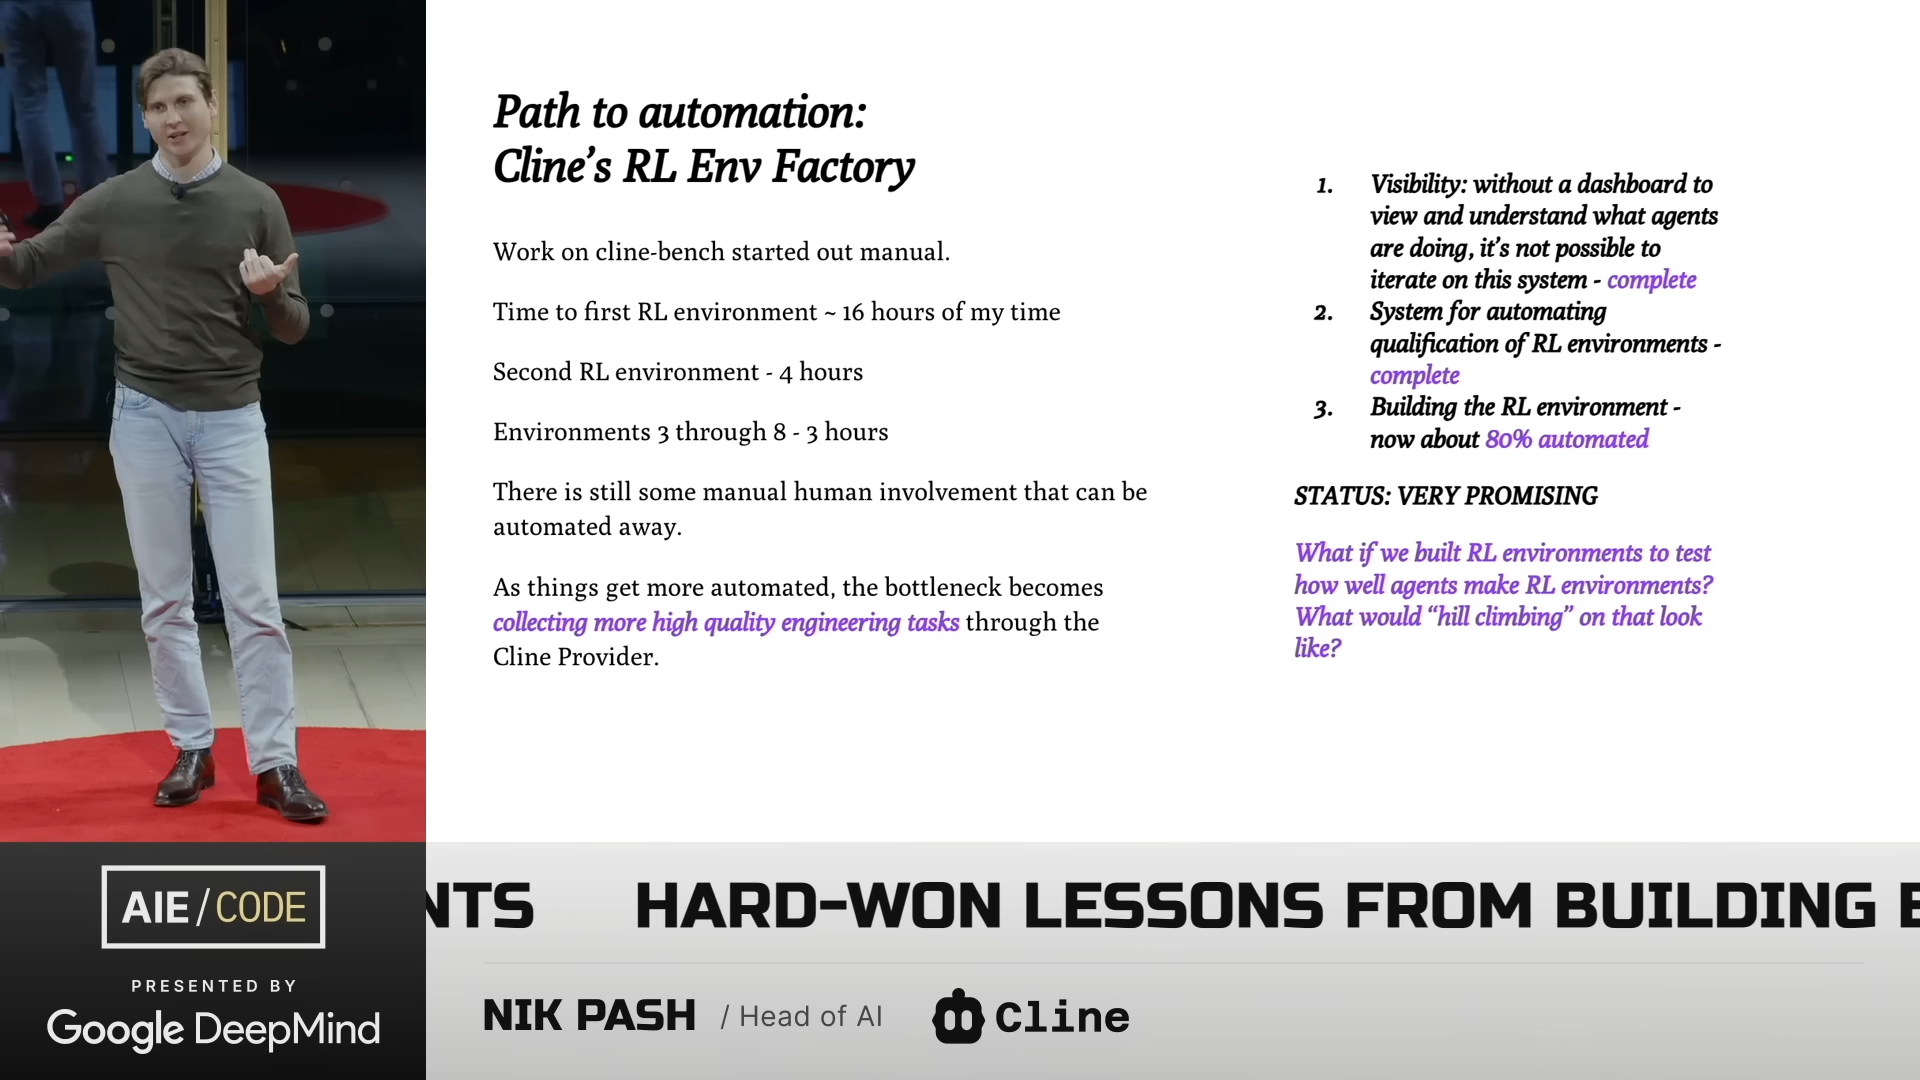 Path to automation:
Cline's RL Env Factory
Work on cline-bench started out manual.
Time to first RL environment ~ 16 hours of my time
Second RL environment - 4 hours
Environments 3 through 8 - 3 hours
There is still some manual human involvement that can be
automated away.
As things get more automated, the bottleneck becomes
collecting more high quality engineering tasks through the
Cline Provider.
1. Visibility: without a dashboard to
view and understand what agents
are doing, it's not possible to
iterate on this system - complete
2. System for automating
qualification of RL environments -
complete
3. Building the RL environment -
now about 80% automated
STATUS: VERY PROMISING
What if we built RL environments to test
how well agents make RL environments?
What would “hill climbing” on that look
like?
AIE/CODE
PRESENTED BY
Google DeepMind
NTS HARD-WON LESSONS FROM BUILDING E
NIK PASH / Head of AI Cline